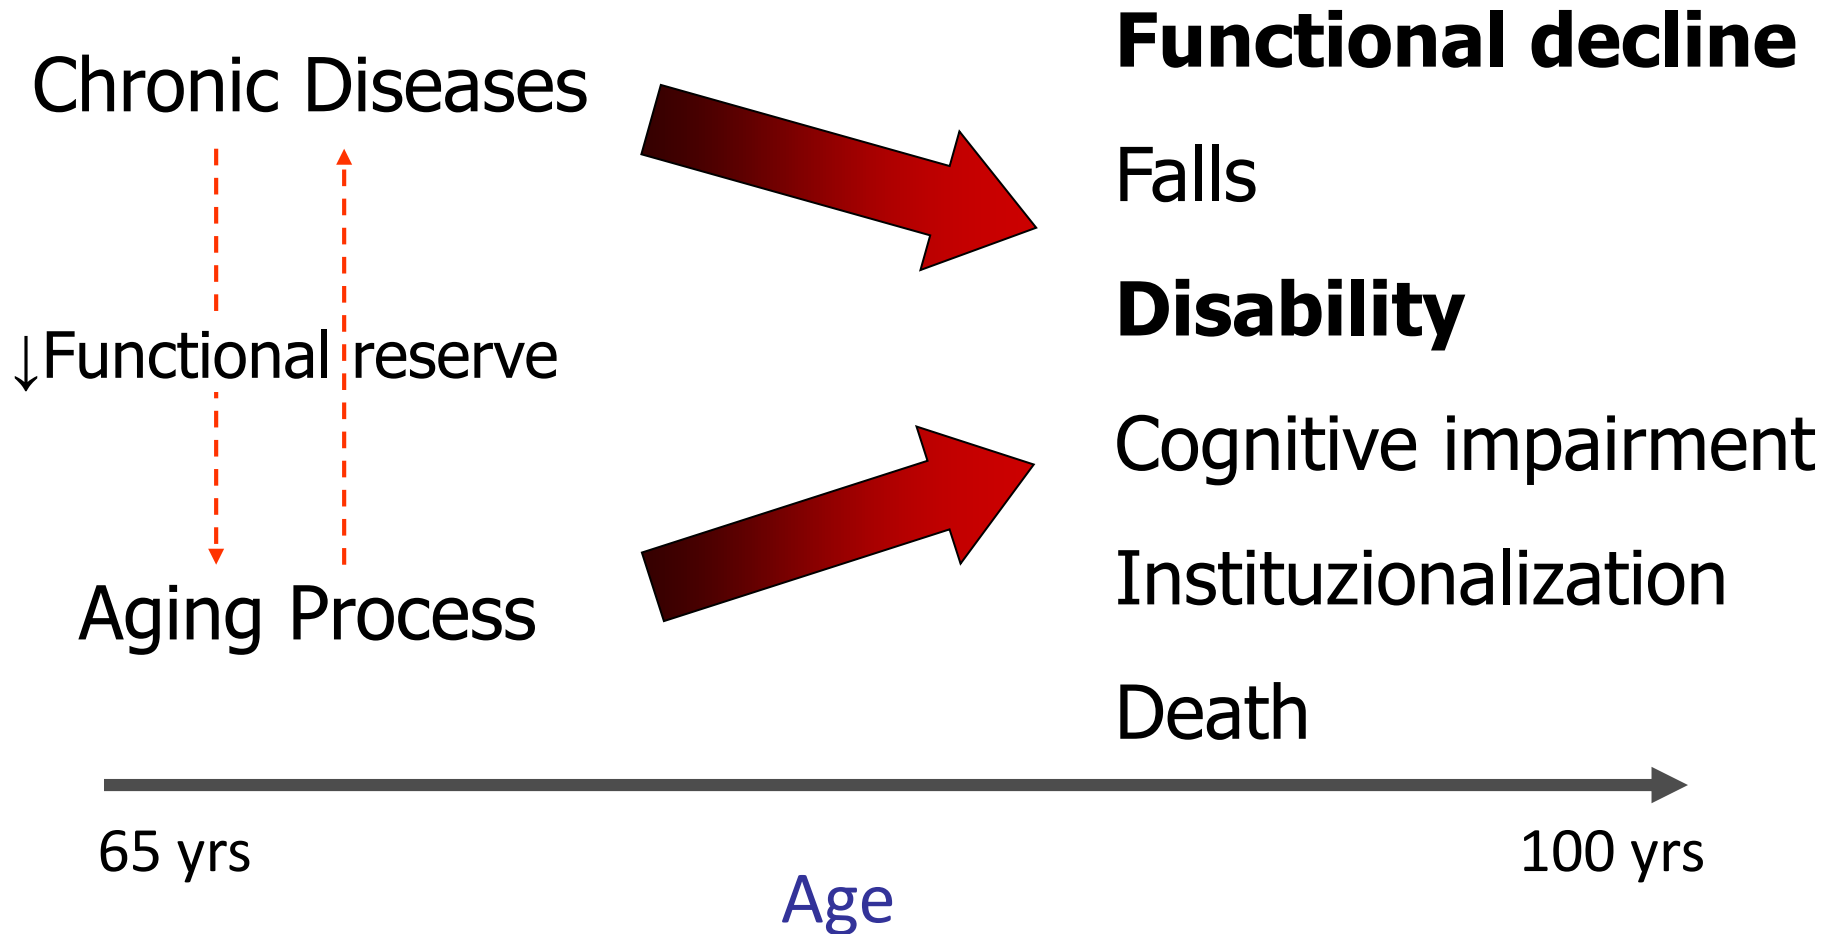 Functional decline
Chronic Diseases
Falls
Disability
↓Functional reserve
Cognitive impairment
Instituzionalization
Aging Process
Death
65 yrs
100 yrs
Age